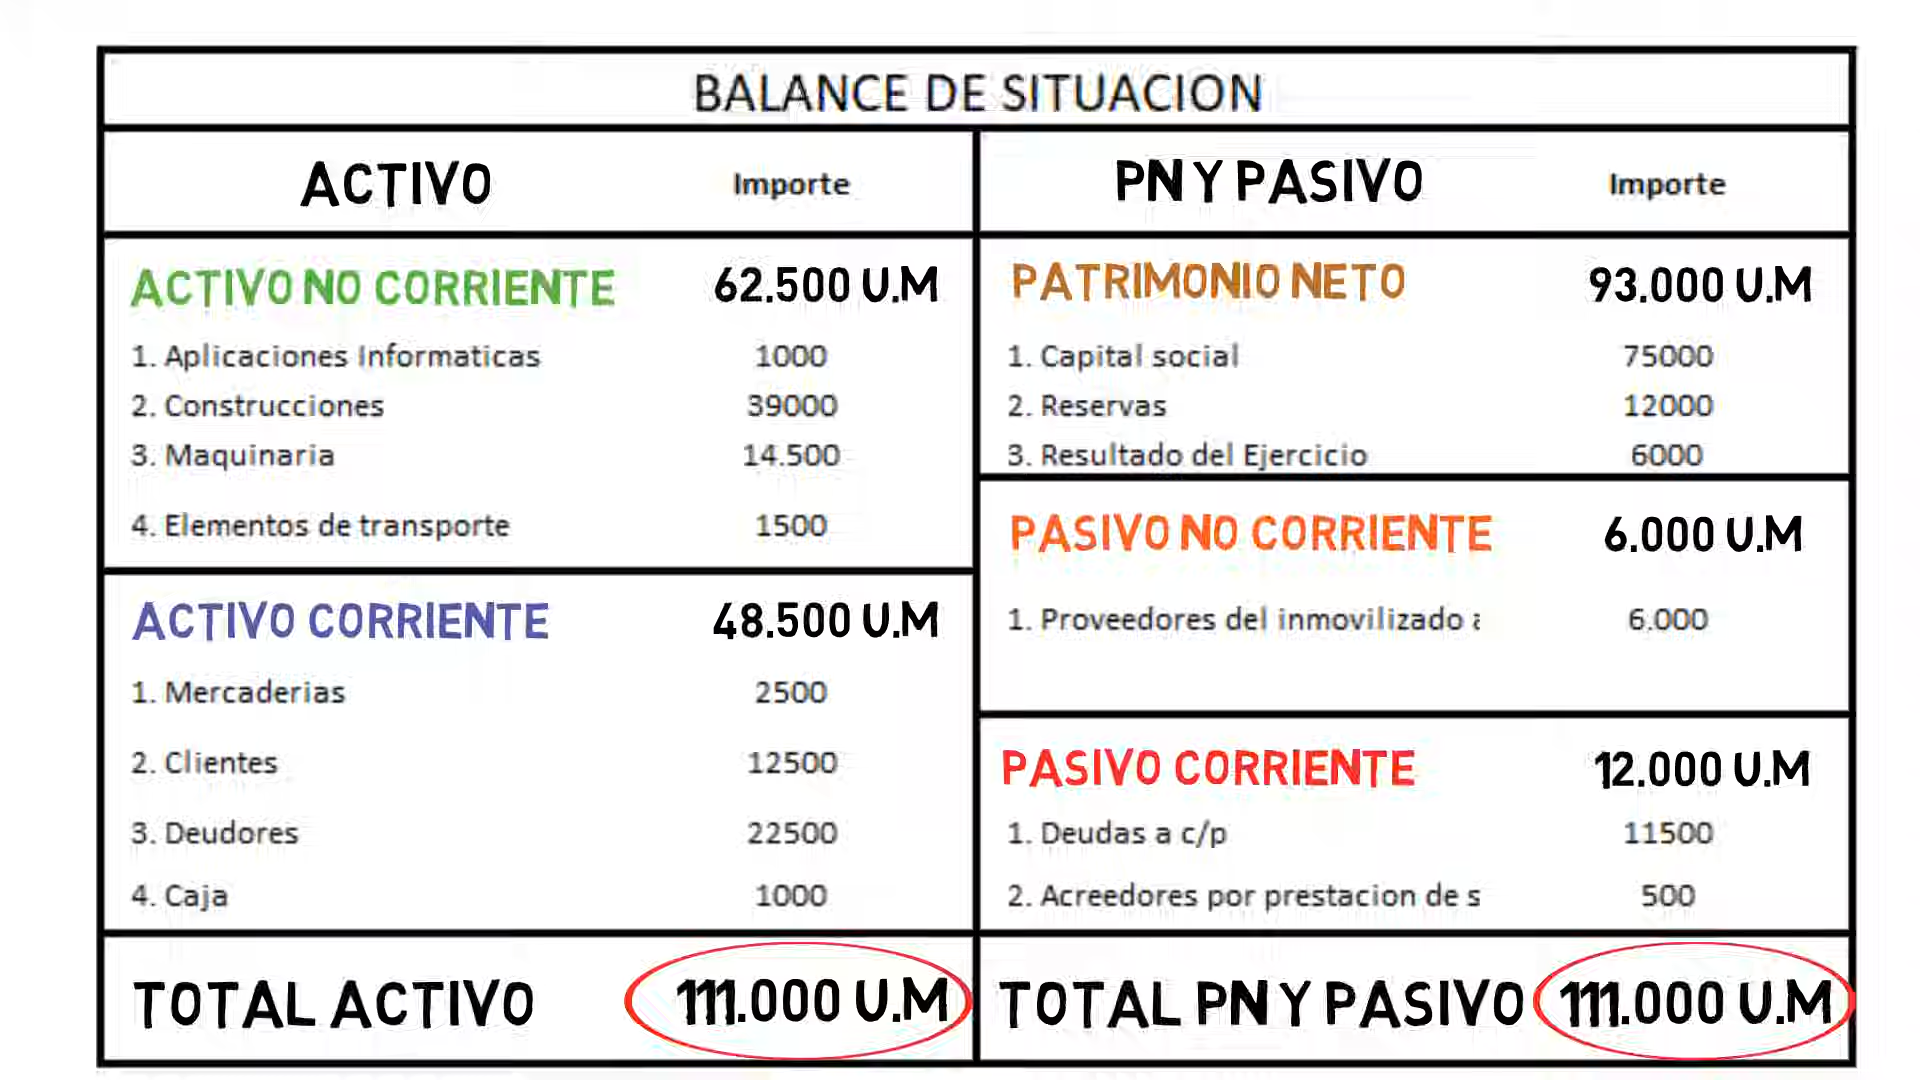 BALANCE DE SITUACION
ACTIVO Importe
ACTIVO NO CORRIENTE 62.500 U.M
1. Aplicaciones Informaticas 1000
2. Construcciones 39000
3. Maquinaria 14.500
4. Elementos de transporte 1500
ACTIVO CORRIENTE 48.500 U.M
1. Mercaderias 2500
2. Clientes 12500
3. Deudores 22500
4. Caja 1000
TOTAL ACTIVO 111.000 U.M
PN Y PASIVO Importe
PATRIMONIO NETO 93.000 U.M
1. Capital social 75000
2. Reservas 12000
3. Resultado del Ejercicio 6000
PASIVO NO CORRIENTE 6.000 U.M
1. Proveedores del inmovilizado 6.000
PASIVO CORRIENTE 12.000 U.M
1. Deudas a c/p 11500
2. Acreedores por prestacion de s 500
TOTAL PN Y PASIVO 111.000 U.M